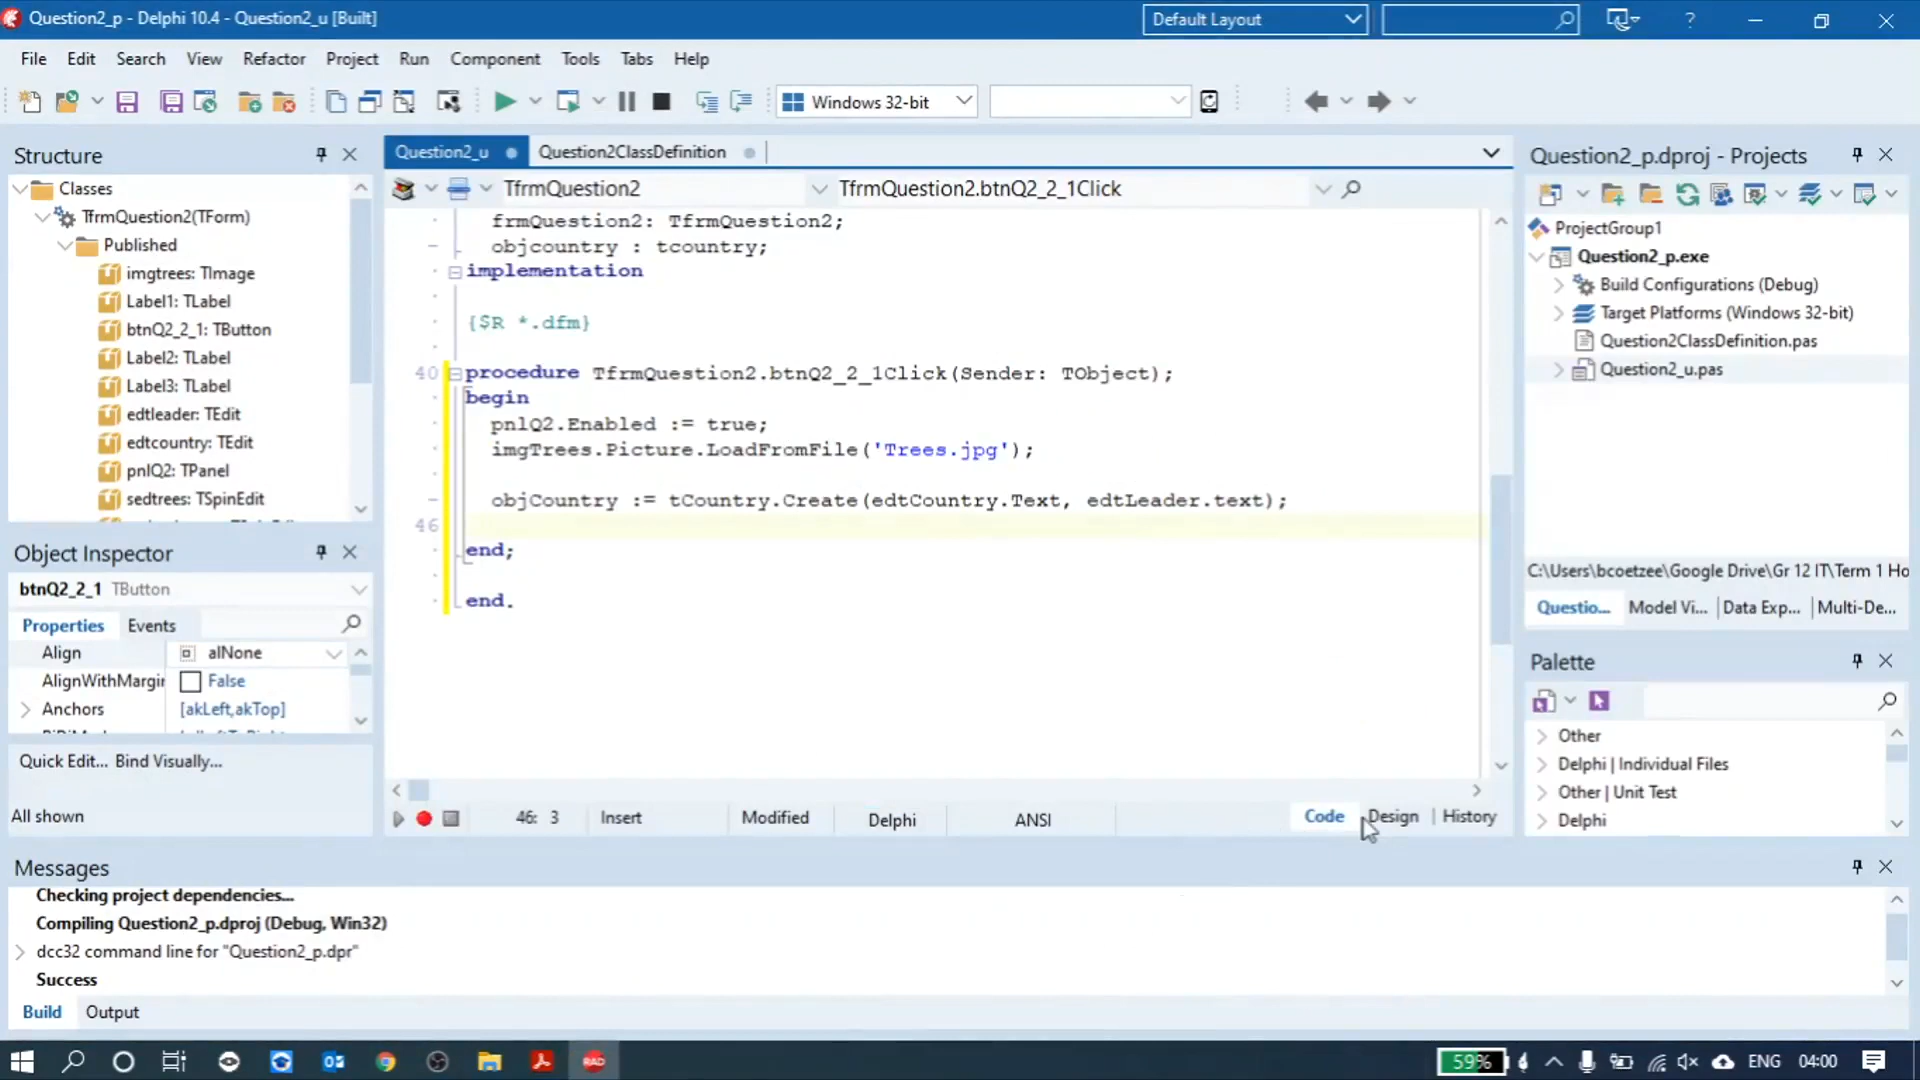 Question2_p - Delphi 10.4 - Question2_u [Built]
Default Layout
File Edit Search View Refactor Project Run Component Tools Tabs Help
Windows 32-bit
Structure
Classes
TfrmQuestion2(TForm)
Published
imgtrees: TImage
Label1: TLabel
btnQ2_2_1: TButton
Label2: TLabel
Label3: TLabel
edtleader: TEdit
edtcountry: TEdit
pnlQ2: TPanel
sedtrees: TSpinEdit
Object Inspector
btnQ2_2_1 TButton
Properties Events
Align alNone
AlignWithMargin False
Anchors [akLeft,akTop]
Quick Edit... Bind Visually...
All shown
Question2_u Question2ClassDefinition
TfrmQuestion2 TfrmQuestion2.btnQ2_2_1Click
frmQuestion2: TfrmQuestion2;
objcountry : tcountry;
implementation
{$R *.dfm}
40 procedure TfrmQuestion2.btnQ2_2_1Click(Sender: TObject);
begin
pnlQ2.Enabled := true;
imgTrees.Picture.LoadFromFile('Trees.jpg');
objCountry := tCountry.Create(edtCountry.Text, edtLeader.text);
46
end;
end.
46: 3 Insert Modified Delphi ANSI Code Design History
Question2_p.dproj - Projects
ProjectGroup1
Question2_p.exe
Build Configurations (Debug)
Target Platforms (Windows 32-bit)
Question2ClassDefinition.pas
Question2_u.pas
C:\Users\bcoetzee\Google Drive\Gr 12 IT\Term 1 Ho
Questio... Model Vi... Data Exp... Multi-De...
Palette
Other
Delphi | Individual Files
Other | Unit Test
Delphi
Messages
Checking project dependencies...
Compiling Question2_p.dproj (Debug, Win32)
dcc32 command line for "Question2_p.dpr"
Success
Build Output
59% ENG 04:00